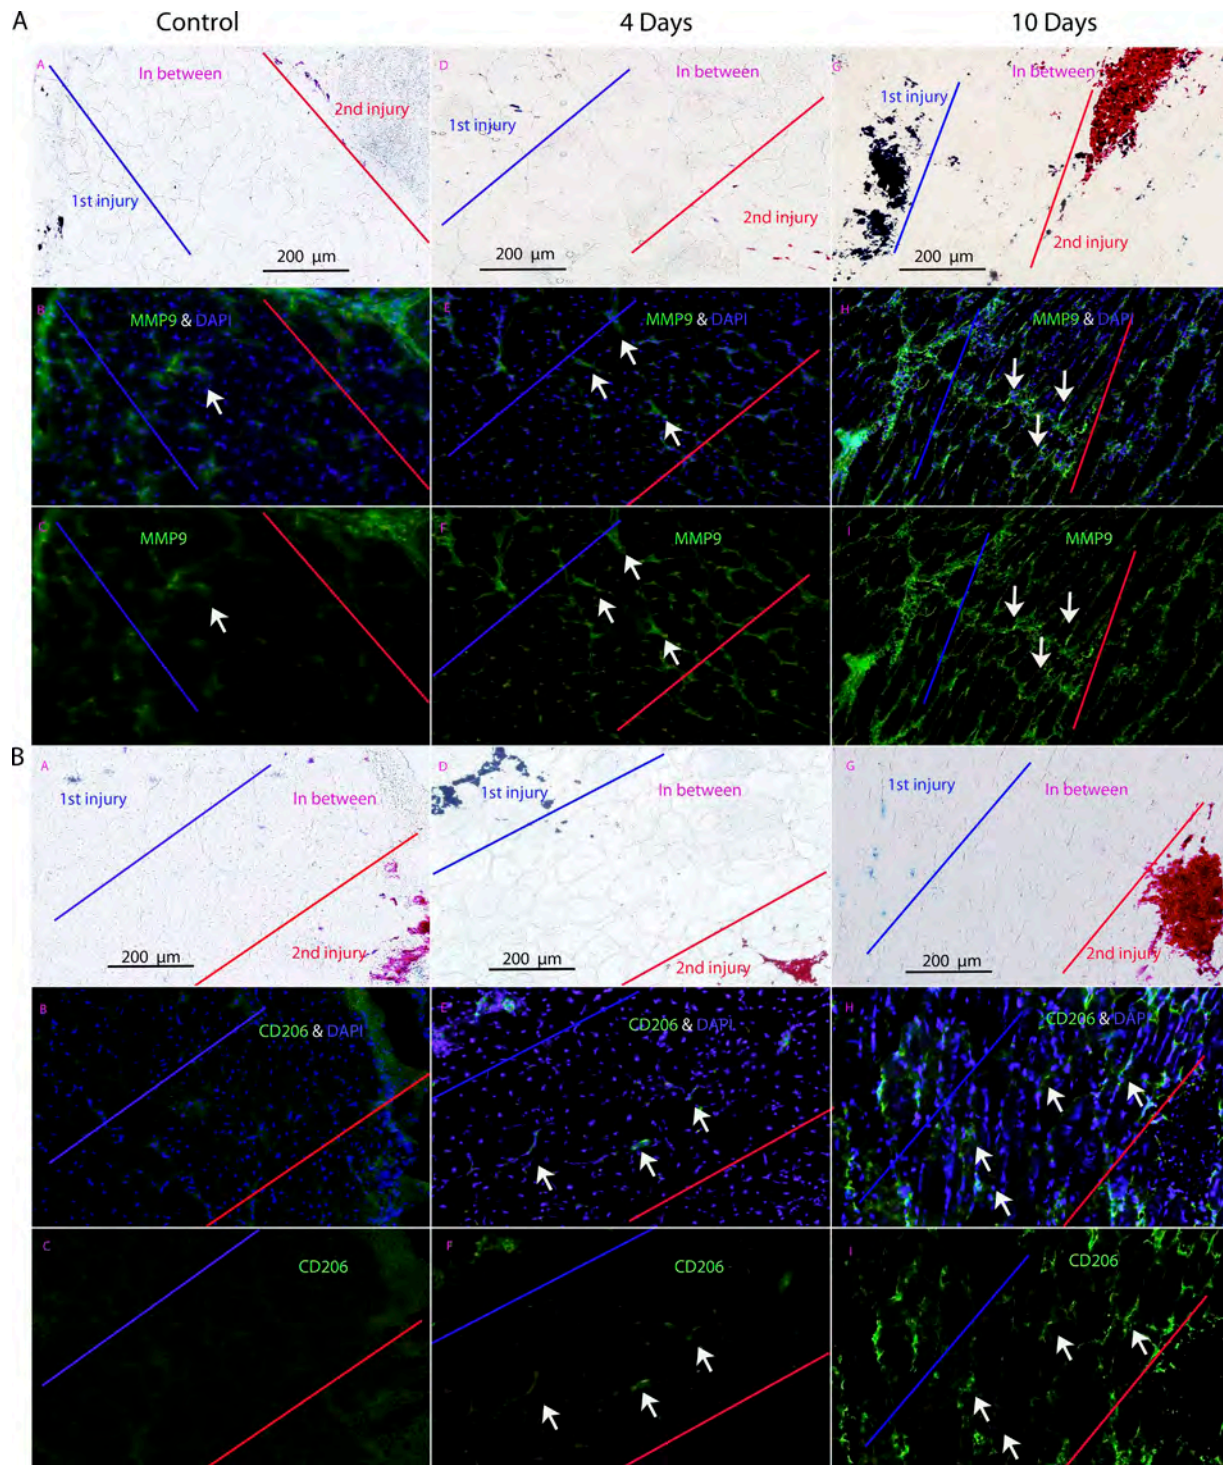 A
Control
4 Days
10 Days
A
In between
2nd injury
1st injury
200 µm
D
In between
1st injury
2nd injury
200 µm
G
In between
1st injury
2nd injury
200 µm
B
MMP9 & DAPI
E
MMP9 & DAPI
H
MMP9 & DAPI
C
MMP9
F
MMP9
I
MMP9
B
A
1st injury
In between
200 µm
2nd injury
D
1st injury
In between
200 µm
2nd injury
G
1st injury
In between
200 µm
2nd injury
B
CD206 & DAPI
E
CD206 & DAPI
H
CD206 & DAPI
C
CD206
F
CD206
I
CD206